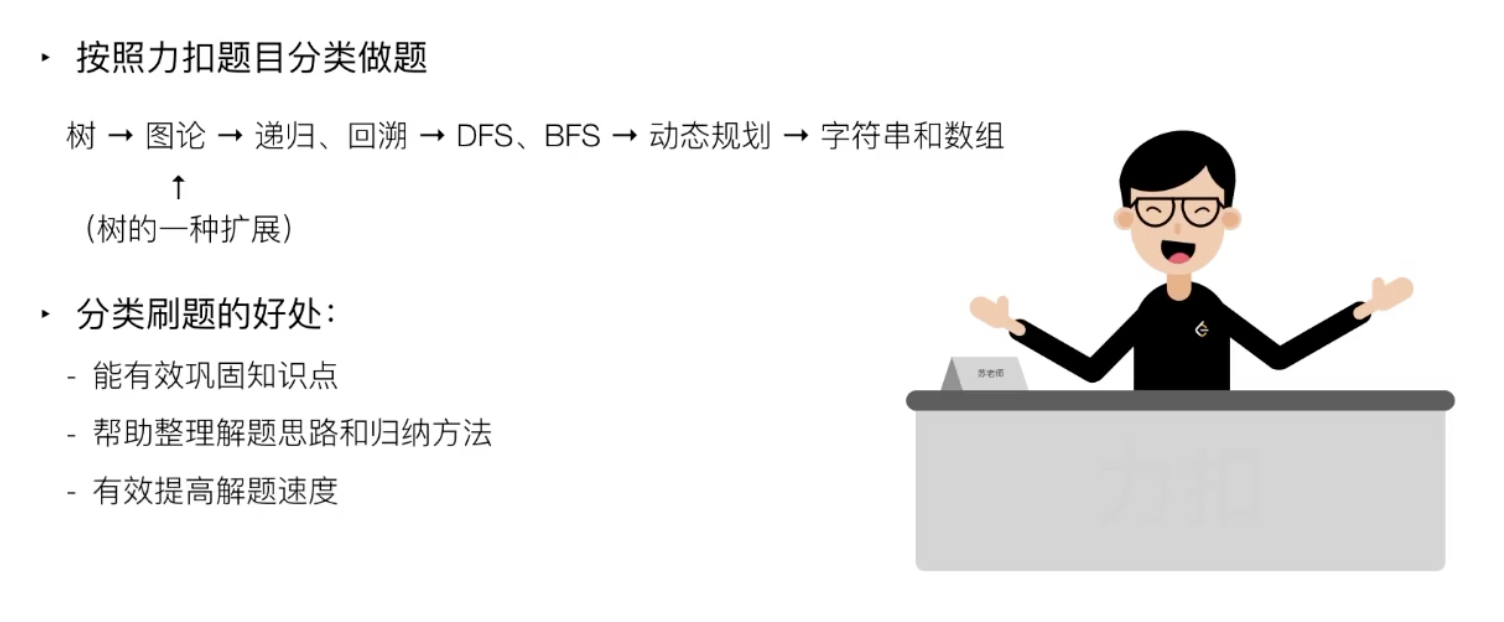 ‣ 按照力扣题目分类做题
树 → 图论 → 递归、回溯 → DFS、BFS → 动态规划 → 字符串和数组
↑
（树的一种扩展）
‣ 分类刷题的好处：
- 能有效巩固知识点
- 帮助整理解题思路和归纳方法
- 有效提高解题速度
苏老师
力扣